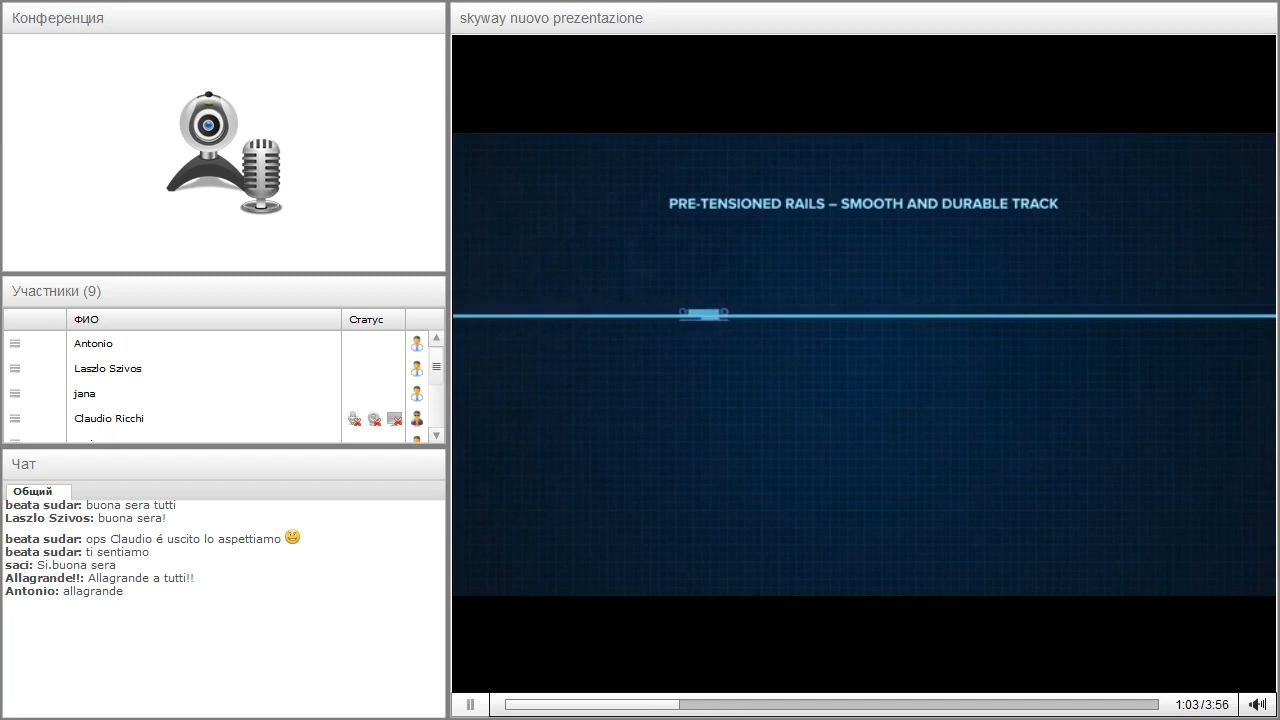 Конференция
skyway nuovo prezentazione
PRE-TENSIONED RAILS – SMOOTH AND DURABLE TRACK
Участники (9)
ФИО Статус
Antonio
Laszlo Szivos
jana
Claudio Ricchi
Чат
Общий
beata sudar: buona sera tutti
Laszlo Szivos: buona sera!
beata sudar: ops Claudio é uscito lo aspettiamo
beata sudar: ti sentiamo
saci: Si.buona sera
Allagrande!!: Allagrande a tutti!!
Antonio: allagrande
1:03/3:56